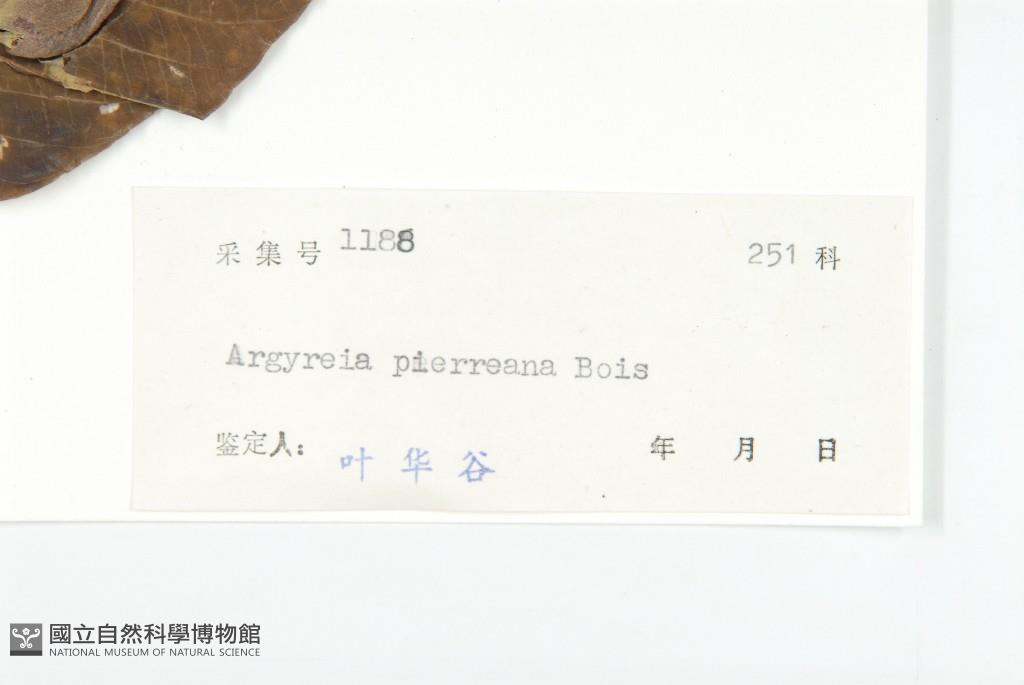 采集号 1188 251 科
Argyreia pierreana Bois
鉴定人: 叶华谷 年 月 日
國立自然科學博物館
NATIONAL MUSEUM OF NATURAL SCIENCE